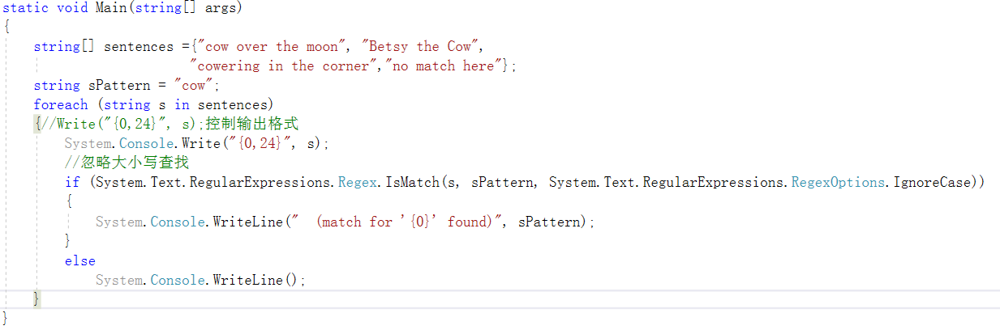 static void Main(string[] args)
{
    string[] sentences ={"cow over the moon", "Betsy the Cow",
                        "cowering in the corner","no match here"};
    string sPattern = "cow";
    foreach (string s in sentences)
    {//Write("{0,24}", s);控制输出格式
        System.Console.Write("{0,24}", s);
        //忽略大小写查找
        if (System.Text.RegularExpressions.Regex.IsMatch(s, sPattern, System.Text.RegularExpressions.RegexOptions.IgnoreCase))
        {
            System.Console.WriteLine("  (match for '{0}' found)", sPattern);
        }
        else
            System.Console.WriteLine();
    }
}